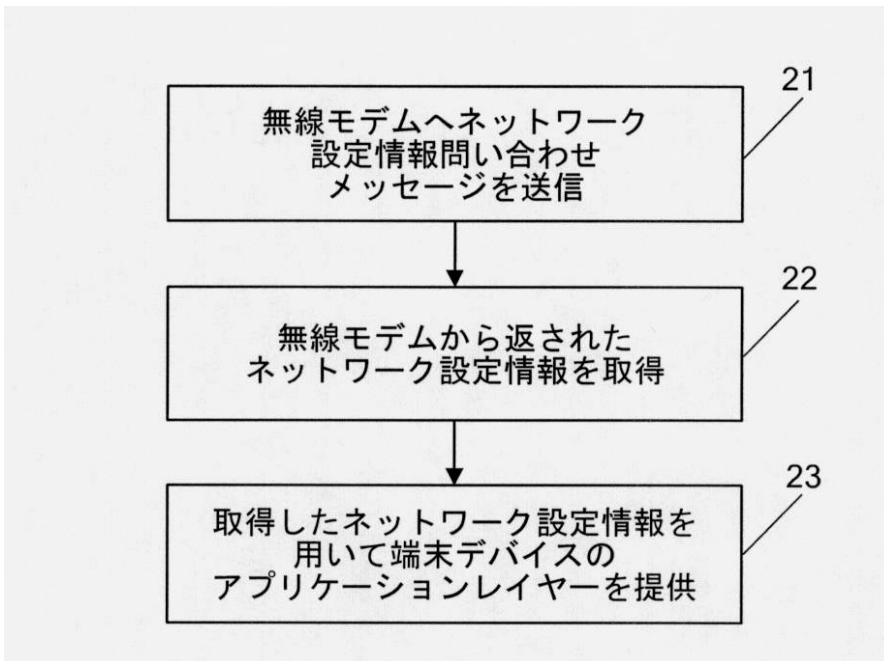 21
無線モデムへネットワーク
設定情報問い合わせ
メッセージを送信
22
無線モデムから返された
ネットワーク設定情報を取得
23
取得したネットワーク設定情報を
用いて端末デバイスの
アプリケーションレイヤーを提供